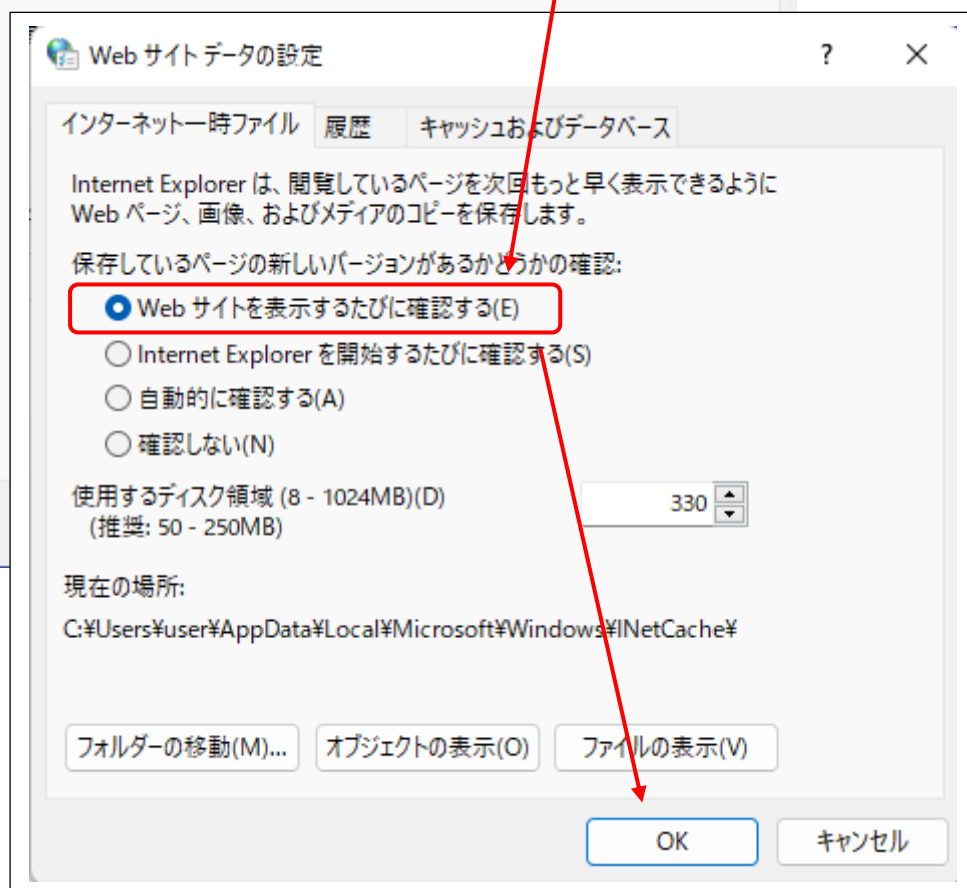 Web サイト データの設定
?
×
インターネット一時ファイル 履歴 キャッシュおよびデータベース
Internet Explorer は、閲覧しているページを次回もっと早く表示できるように
Web ページ、画像、およびメディアのコピーを保存します。
保存しているページの新しいバージョンがあるかどうかの確認:
Web サイトを表示するたびに確認する(E)
Internet Explorer を開始するたびに確認する(S)
自動的に確認する(A)
確認しない(N)
使用するディスク領域 (8 - 1024MB)(D)
330
(推奨: 50 - 250MB)
現在の場所:
C:¥Users¥user¥AppData¥Local¥Microsoft¥Windows¥INetCache¥
フォルダーの移動(M)... オブジェクトの表示(O) ファイルの表示(V)
OK キャンセル